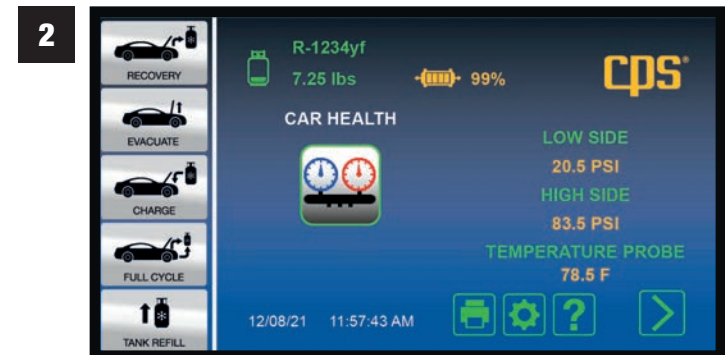 2
RECOVERY
EVACUATE
CHARGE
FULL CYCLE
TANK REFILL
R-1234yf
7.25 lbs
99%
cps®
CAR HEALTH
LOW SIDE
20.5 PSI
HIGH SIDE
83.5 PSI
TEMPERATURE PROBE
78.5 F
12/08/21 11:57:43 AM
?